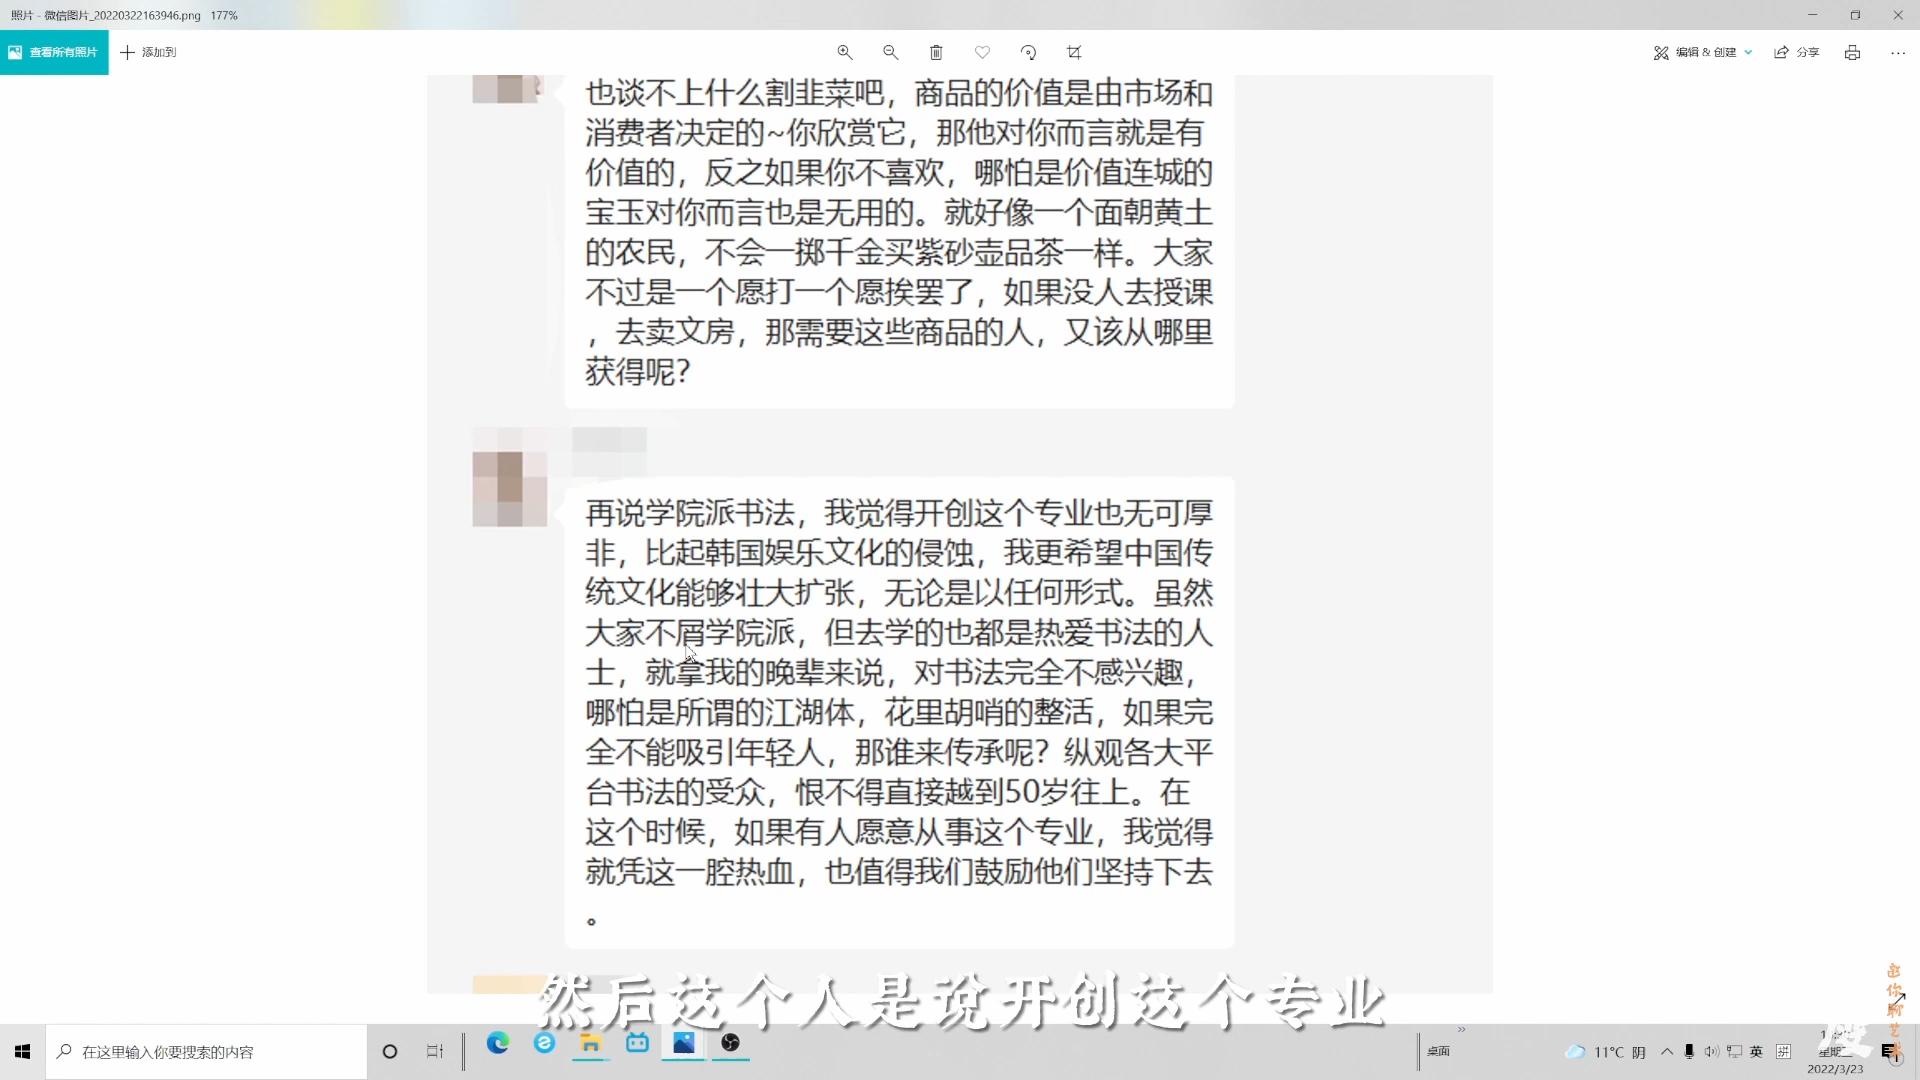 照片 - 微信图片_20220322163946.png 177%
查看所有照片 添加到 编辑 & 创建 分享
也谈不上什么割韭菜吧，商品的价值是由市场和
消费者决定的~你欣赏它，那他对你而言就是有
价值的，反之如果你不喜欢，哪怕是价值连城的
宝玉对你而言也是无用的。就好像一个面朝黄土
的农民，不会一掷千金买紫砂壶品茶一样。大家
不过是一个愿打一个愿挨罢了，如果没人去授课
，去卖文房，那需要这些商品的人，又该从哪里
获得呢？
再说学院派书法，我觉得开创这个专业也无可厚
非，比起韩国娱乐文化的侵蚀，我更希望中国传
统文化能够壮大扩张，无论是以任何形式。虽然
大家不屑学院派，但去学的也都是热爱书法的人
士，就拿我的晚辈来说，对书法完全不感兴趣，
哪怕是所谓的江湖体，花里胡哨的整活，如果完
全不能吸引年轻人，那谁来传承呢？纵观各大平
台书法的受众，恨不得直接越到50岁往上。在
这个时候，如果有人愿意从事这个专业，我觉得
就凭这一腔热血，也值得我们鼓励他们坚持下去
。
然后这个人是说开创这个专业
在这里输入你要搜索的内容
桌面
11°C 阴
英
拼
2022/3/23